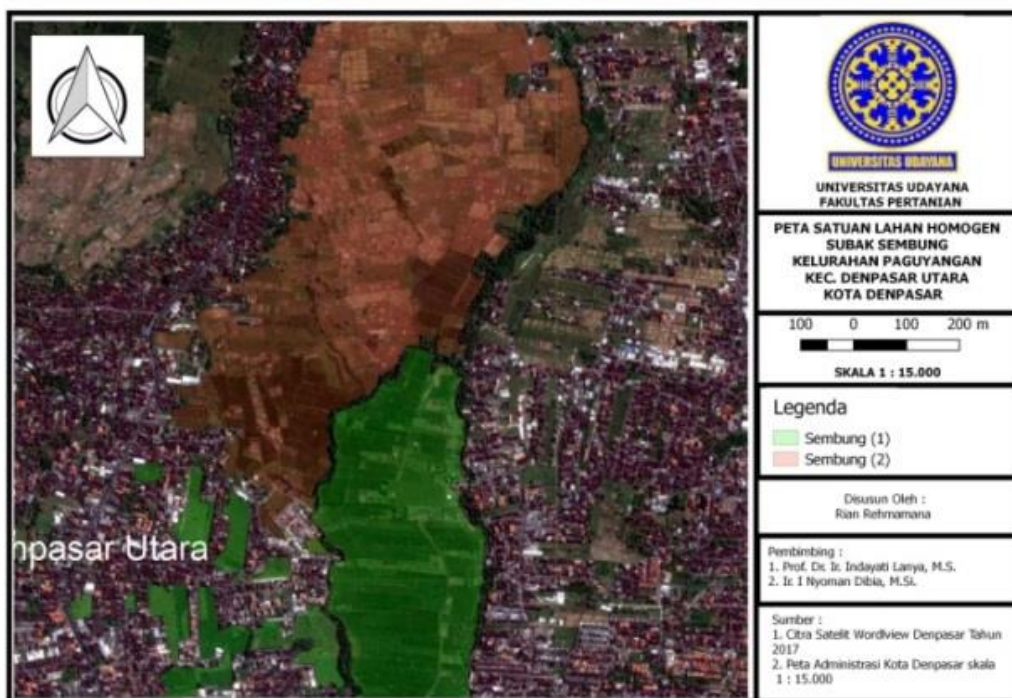 UNIVERSITAS UDAYANA
UNIVERSITAS UDAYANA
FAKULTAS PERTANIAN
PETA SATUAN LAHAN HOMOGEN
SUBAK SEMBUNG
KELURAHAN PAGUYANGAN
KEC. DENPASAR UTARA
KOTA DENPASAR
100 0 100 200 m
SKALA 1 : 15.000
Legenda
Sembung (1)
Sembung (2)
Disusun Oleh :
Rian Rehmamana
Pembimbing :
1. Prof. Dr. Ir. Indayati Lanya, M.S.
2. Ir. I Nyoman Dibia, M.Si.
Sumber :
1. Citra Satelit Wordlview Denpasar Tahun
2017
2. Peta Administrasi Kota Denpasar skala
1 : 15.000
npasar Utara